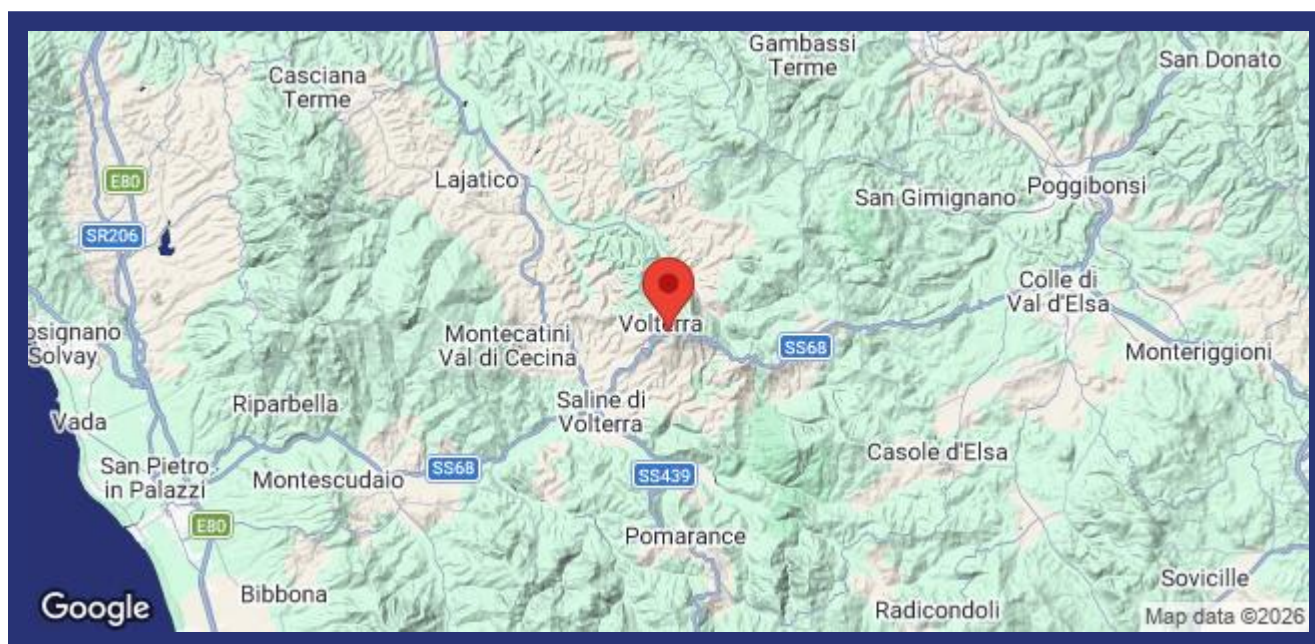 Gambassi
Terme
San Donato
Casciana
Terme
E80
Lajatico
San Gimignano
Poggibonsi
SR206
Colle di
Val d'Elsa
Volterra
osignano
Solvay
Montecatini
Val di Cecina
SS68
Monteriggioni
Riparbella
Saline di
Volterra
Vada
San Pietro
in Palazzi
Montescudaio
SS68
SS439
Casole d'Elsa
E80
Pomarance
Bibbona
Radicondoli
Sovicille
Google
Map data ©2026